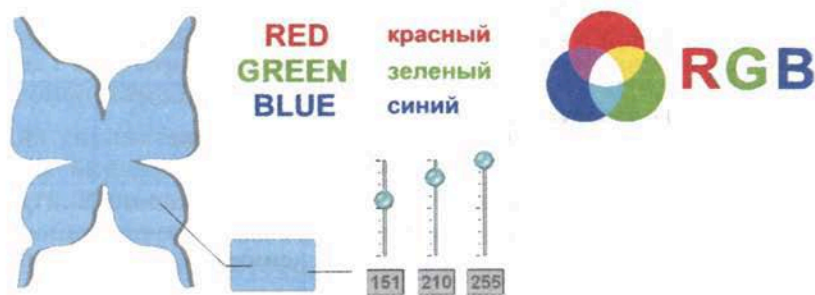 RED красный
GREEN зеленый
BLUE синий
RGB
151 210 255